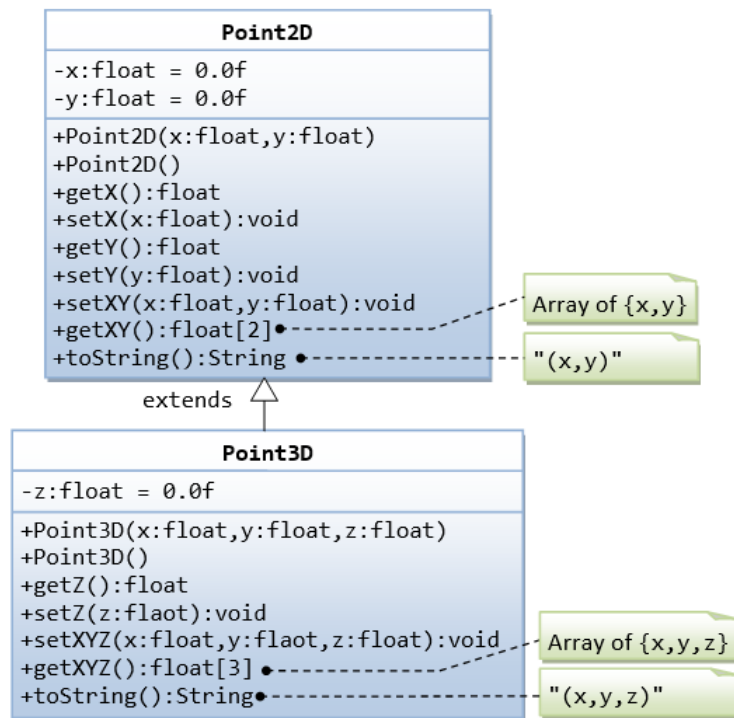 Point2D
-x:float = 0.0f
-y:float = 0.0f
+Point2D(x:float,y:float)
+Point2D()
+getX():float
+setX(x:float):void
+getY():float
+setY(y:float):void
+setXY(x:float,y:float):void
+getXY():float[2]
Array of {x,y}
+toString():String
"(x,y)"
extends
Point3D
-z:float = 0.0f
+Point3D(x:float,y:float,z:float)
+Point3D()
+getZ():float
+setZ(z:flaot):void
+setXYZ(x:float,y:flaot,z:float):void
+getXYZ():float[3]
Array of {x,y,z}
+toString():String
"(x,y,z)"